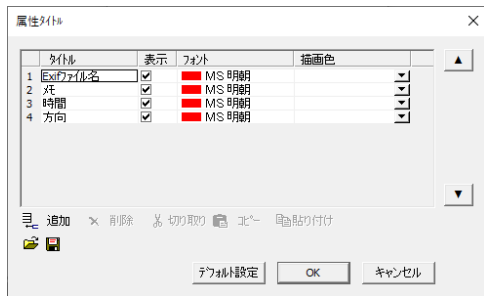 属性ﾀｲﾄﾙ
ﾀｲﾄﾙ 表示 ﾌｫﾝﾄ 描画色
1 Exifﾌｧｲﾙ名 MS 明朝
2 ﾒﾓ MS 明朝
3 時間 MS 明朝
4 方向 MS 明朝
追加 削除 切り取り ｺﾋﾟｰ 貼り付け
ﾃﾞﾌｫﾙﾄ設定 OK キャンセル